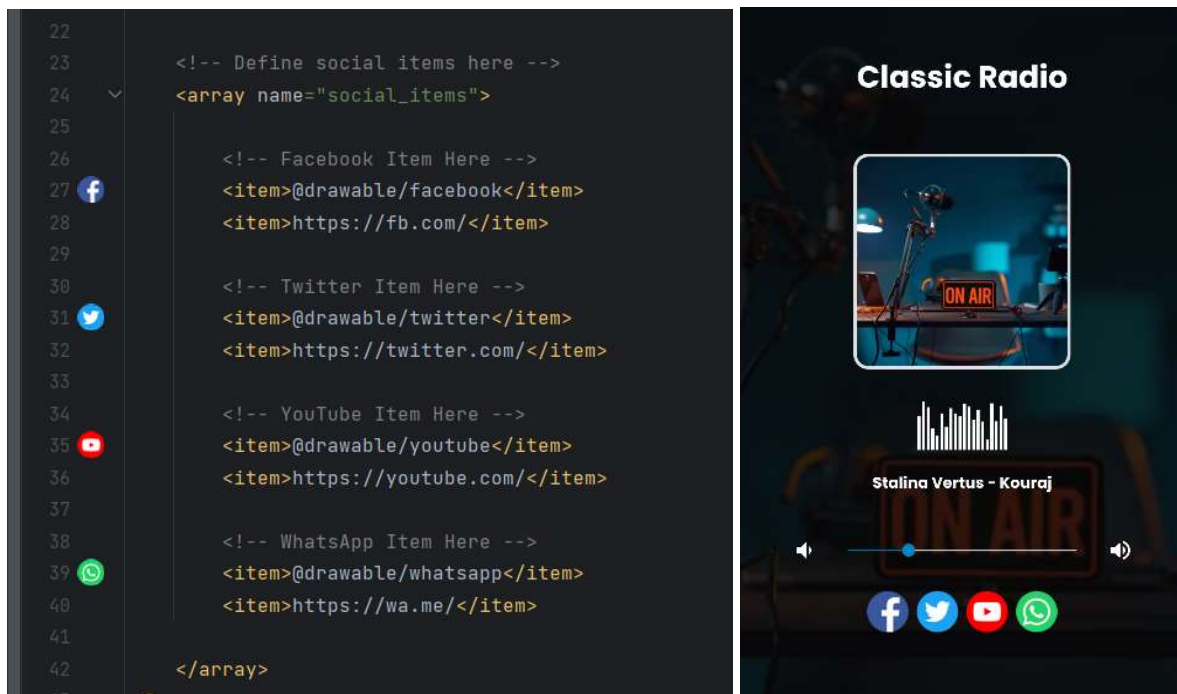 22
23 <!-- Define social items here -->
24 <array name="social_items">
25
26 <!-- Facebook Item Here -->
27 <item>@drawable/facebook</item>
28 <item>https://fb.com/</item>
29
30 <!-- Twitter Item Here -->
31 <item>@drawable/twitter</item>
32 <item>https://twitter.com/</item>
33
34 <!-- YouTube Item Here -->
35 <item>@drawable/youtube</item>
36 <item>https://youtube.com/</item>
37
38 <!-- WhatsApp Item Here -->
39 <item>@drawable/whatsapp</item>
40 <item>https://wa.me/</item>
41
42 </array>
Classic Radio
ON AIR
Stalina Vertus - Kouraj
ON AIR